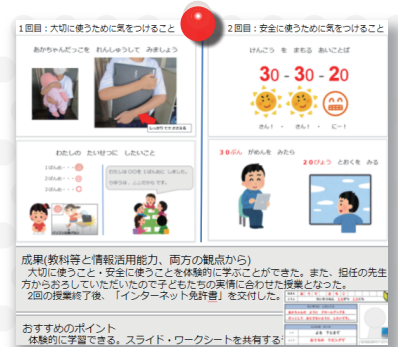 1回目：大切に使うために気をつけること
あかちゃんだっこを れんしゅうして みましょう
わたしの たいせつに したいこと
2回目：安全に使うために気をつけること
けんこう を まもる あいことば
30 - 30 - 20
さん！ ・ さん！ ・ にー！
30ぷん がめんを みたら
20びょう とおくを みる
成果(教科等と情報活用能力、両方の観点から)
大切に使うこと・安全に使うことを体験的に学ぶことができた。また、担任の先生
方からおろしていただいたので子どもたちの実情に合わせた授業となった。
2回の授業終了後、「インターネット免許書」を交付した。
おすすめのポイント
体験的に学習できる。スライド・ワークシートを共有する